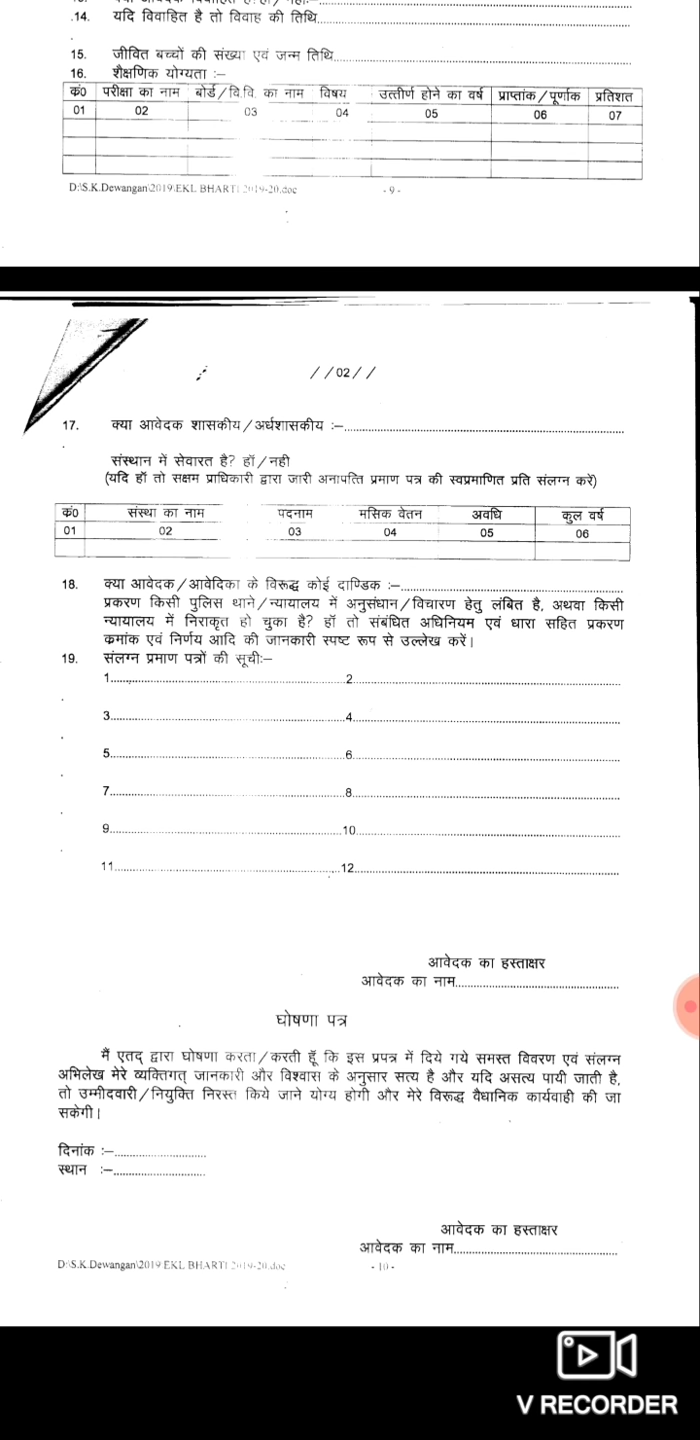 .14. यदि विवाहित है तो विवाह की तिथि
15. जीवित बच्चों की संख्या एवं जन्म तिथि
16. शैक्षणिक योग्यता :–
कं0 परीक्षा का नाम बोर्ड/वि.वि. का नाम विषय उत्तीर्ण होने का वर्ष प्राप्तांक/पूर्णांक प्रतिशत
01 02 03 04 05 06 07
D:\S.K.Dewangan\2019\EKL BHARTI 2019-20.doc - 9 -
/ /02/ /
17. क्या आवेदक शासकीय/अर्धशासकीय :–
संस्थान में सेवारत है? हॉ/नही
(यदि हॉ तो सक्षम प्राधिकारी द्वारा जारी अनापत्ति प्रमाण पत्र की स्वप्रमाणित प्रति संलग्न करें)
कं0 संस्था का नाम पदनाम मसिक वेतन अवधि कुल वर्ष
01 02 03 04 05 06
18. क्या आवेदक/आवेदिका के विरूद्ध कोई दाण्डिक :–
प्रकरण किसी पुलिस थाने/न्यायालय में अनुसंधान/विचारण हेतु लंबित है, अथवा किसी
न्यायालय में निराकृत हो चुका है? हॉ तो संबंधित अधिनियम एवं धारा सहित प्रकरण
कमांक एवं निर्णय आदि की जानकारी स्पष्ट रूप से उल्लेख करें।
19. संलग्न प्रमाण पत्रों की सूची:–
1 2
3 4
5 6
7 8
9 10
11 12
आवेदक का हस्ताक्षर
आवेदक का नाम
घोषणा पत्र
मैं एतद् द्वारा घोषणा करता/करती हूँ कि इस प्रपत्र में दिये गये समस्त विवरण एवं संलग्न
अभिलेख मेरे व्यक्तिगत् जानकारी और विश्वास के अनुसार सत्य है और यदि असत्य पायी जाती है,
तो उम्मीदवारी/नियुक्ति निरस्त किये जाने योग्य होगी और मेरे विरूद्ध वैधानिक कार्यवाही की जा
सकेगी।
दिनांक :–
स्थान :–
आवेदक का हस्ताक्षर
आवेदक का नाम
D:\S.K.Dewangan\2019 EKL BHARTI 2019-20.doc - 10 -
V RECORDER